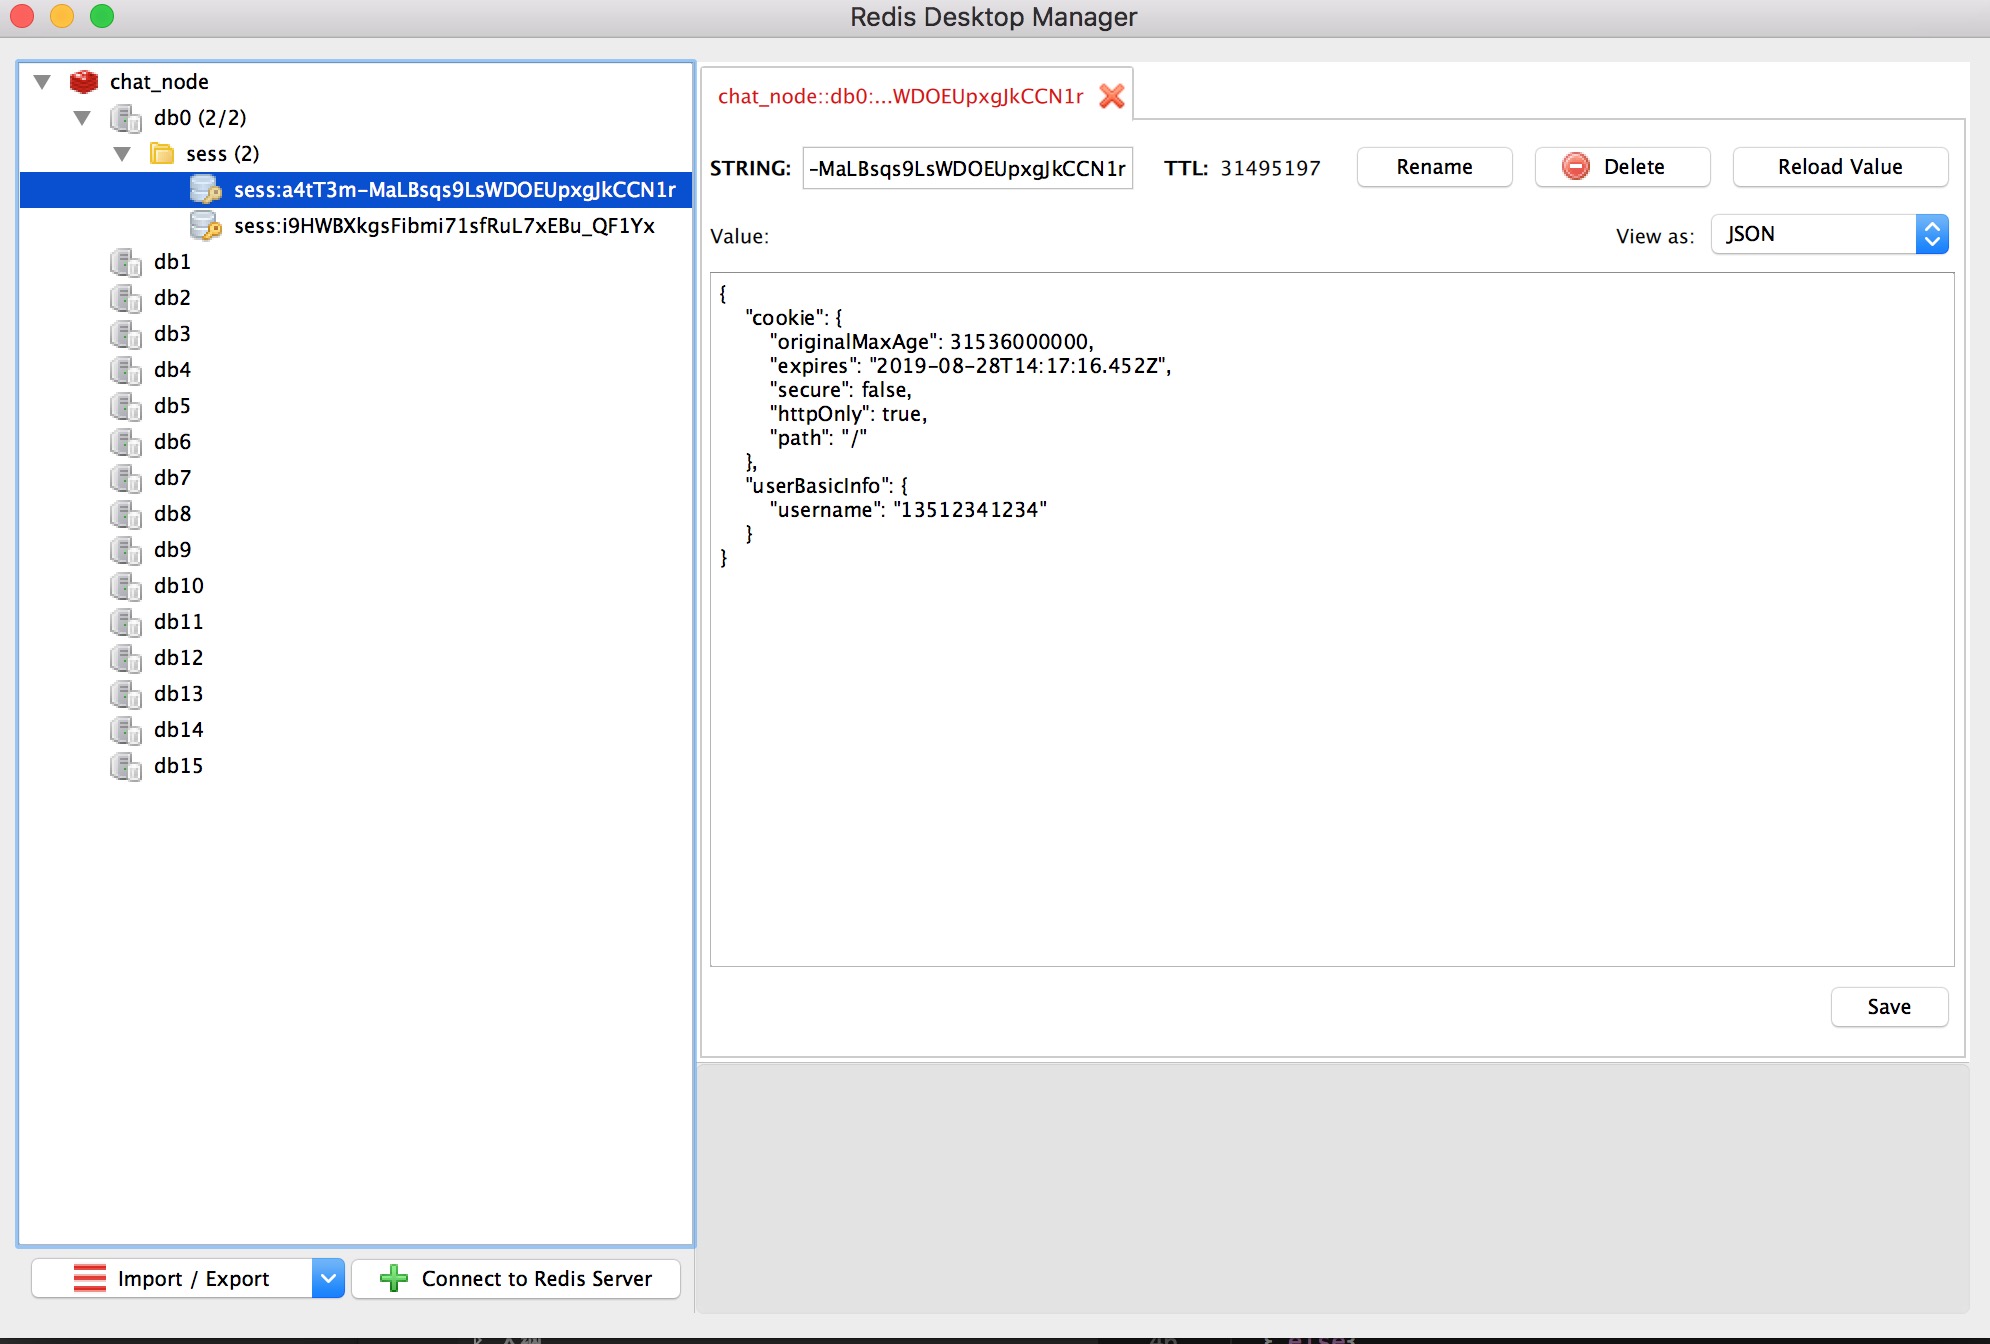 Redis Desktop Manager
chat_node
db0 (2/2)
sess (2)
sess:a4tT3m-MaLBsqs9LsWDOEUpxgJkCCN1r
sess:i9HWBXkgsFibmi71sfRuL7xEBu_QF1Yx
db1
db2
db3
db4
db5
db6
db7
db8
db9
db10
db11
db12
db13
db14
db15
Import / Export
Connect to Redis Server
chat_node::db0:...WDOEUpxgJkCCN1r
STRING: -MaLBsqs9LsWDOEUpxgJkCCN1r TTL: 31495197 Rename Delete Reload Value
Value: View as: JSON
{
"cookie": {
"originalMaxAge": 31536000000,
"expires": "2019-08-28T14:17:16.452Z",
"secure": false,
"httpOnly": true,
"path": "/"
},
"userBasicInfo": {
"username": "13512341234"
}
}
Save